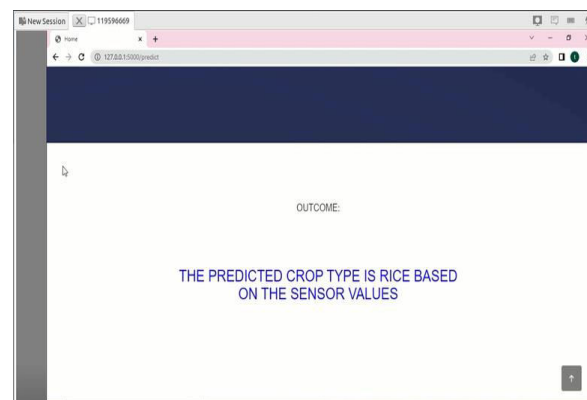 New Session
119596669
Home
127.0.0.1:5000/predict
OUTCOME:
THE PREDICTED CROP TYPE IS RICE BASED
ON THE SENSOR VALUES